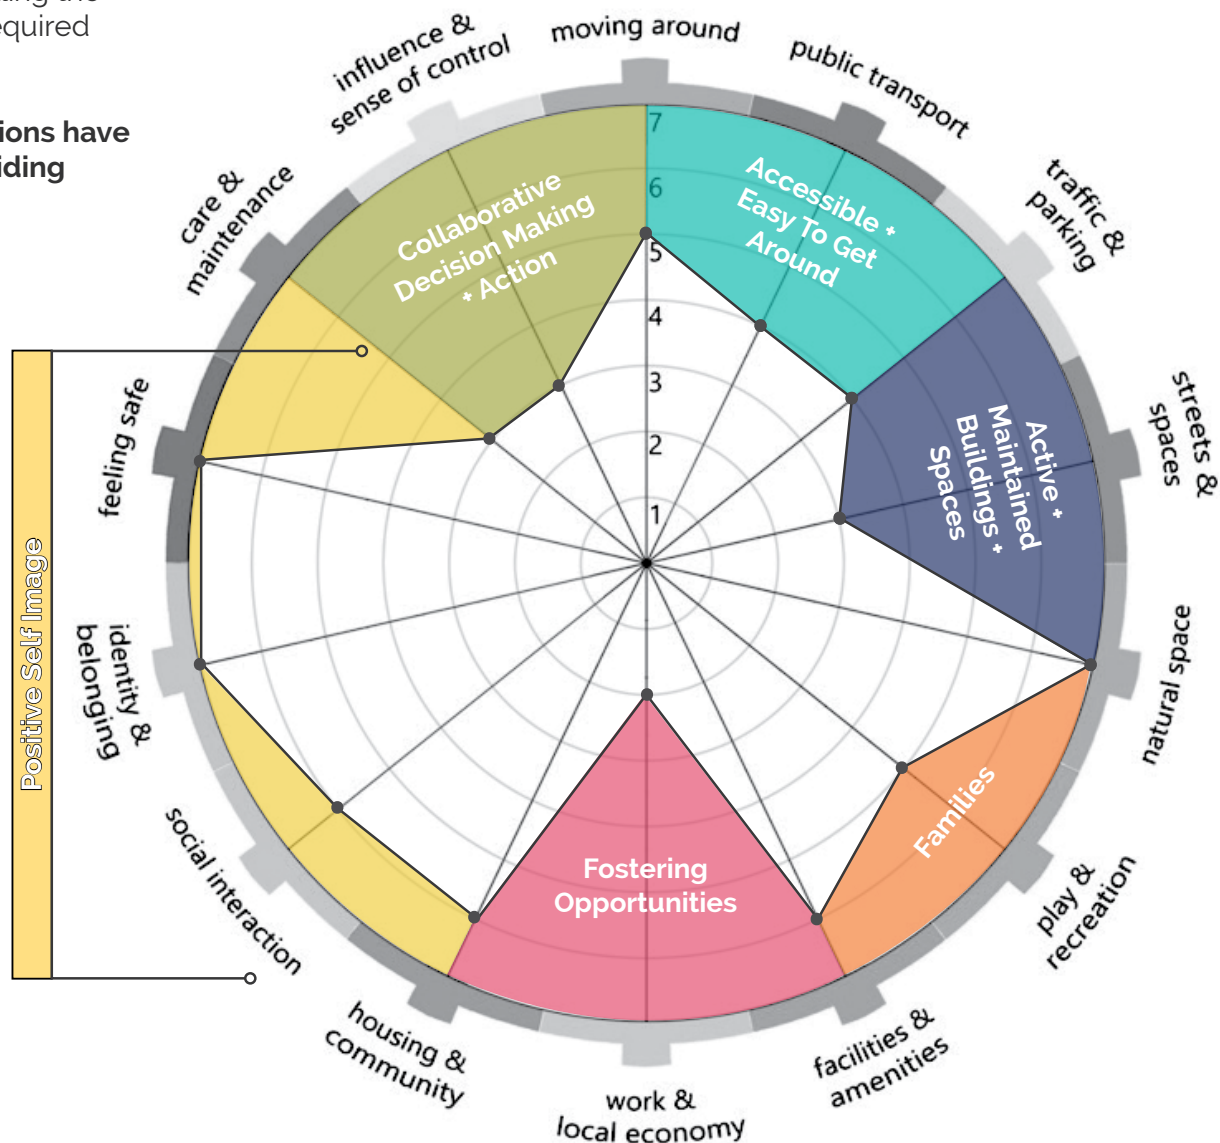 equired
ions have
iding
influence &
sense of control
moving around
public transport
care &
maintenance
traffic &
parking
7
6
5
4
3
2
1
Collaborative
Decision Making
+ Action
Accessible +
Easy To Get
Around
feeling safe
streets &
spaces
Active +
Maintained
Buildings +
Spaces
Positive Self Image
identity &
belonging
natural space
Families
Fostering
Opportunities
social interaction
play &
recreation
housing &
community
facilities &
amenities
work &
local economy